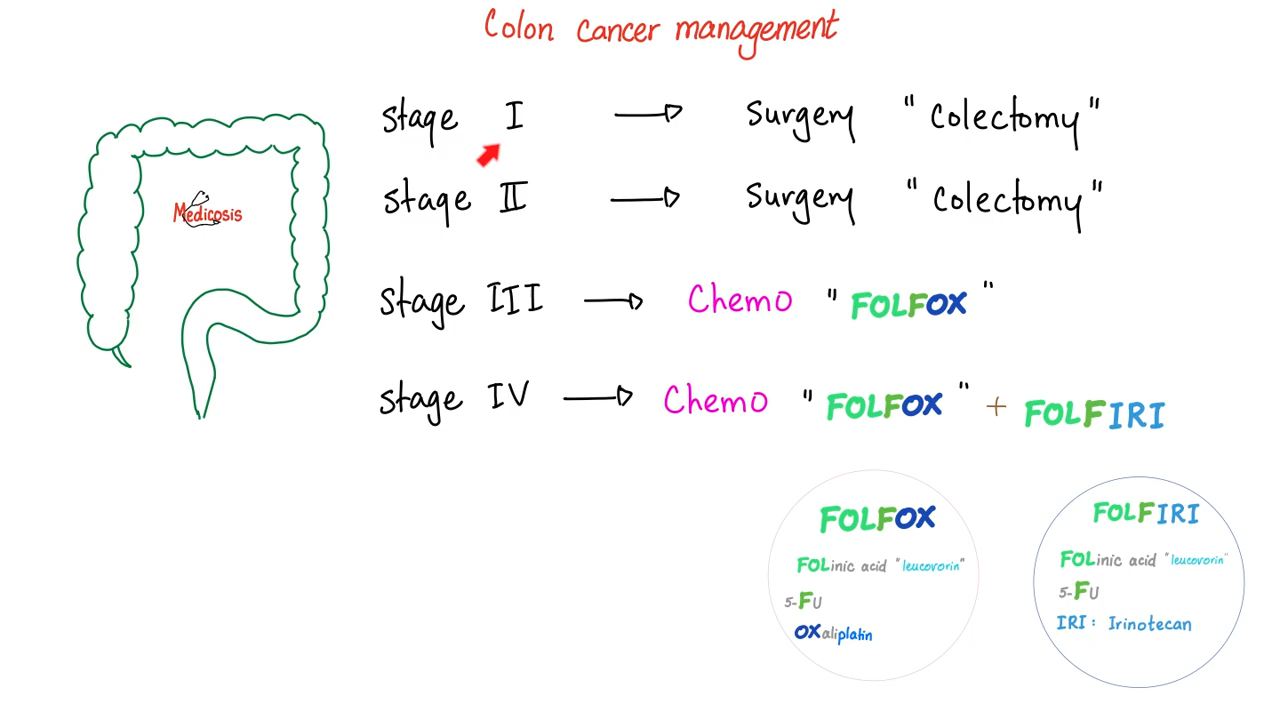 Colon cancer management
stage I → Surgery "Colectomy"
Medicosis
stage II → Surgery "Colectomy"
stage III → Chemo "FOLFOX"
stage IV → Chemo "FOLFOX" + FOLFIRI
FOLFOX
FOLinic acid "leucovorin"
5-FU
OXaliplatin
FOLFIRI
FOLinic acid "leucovorin"
5-FU
IRI: Irinotecan